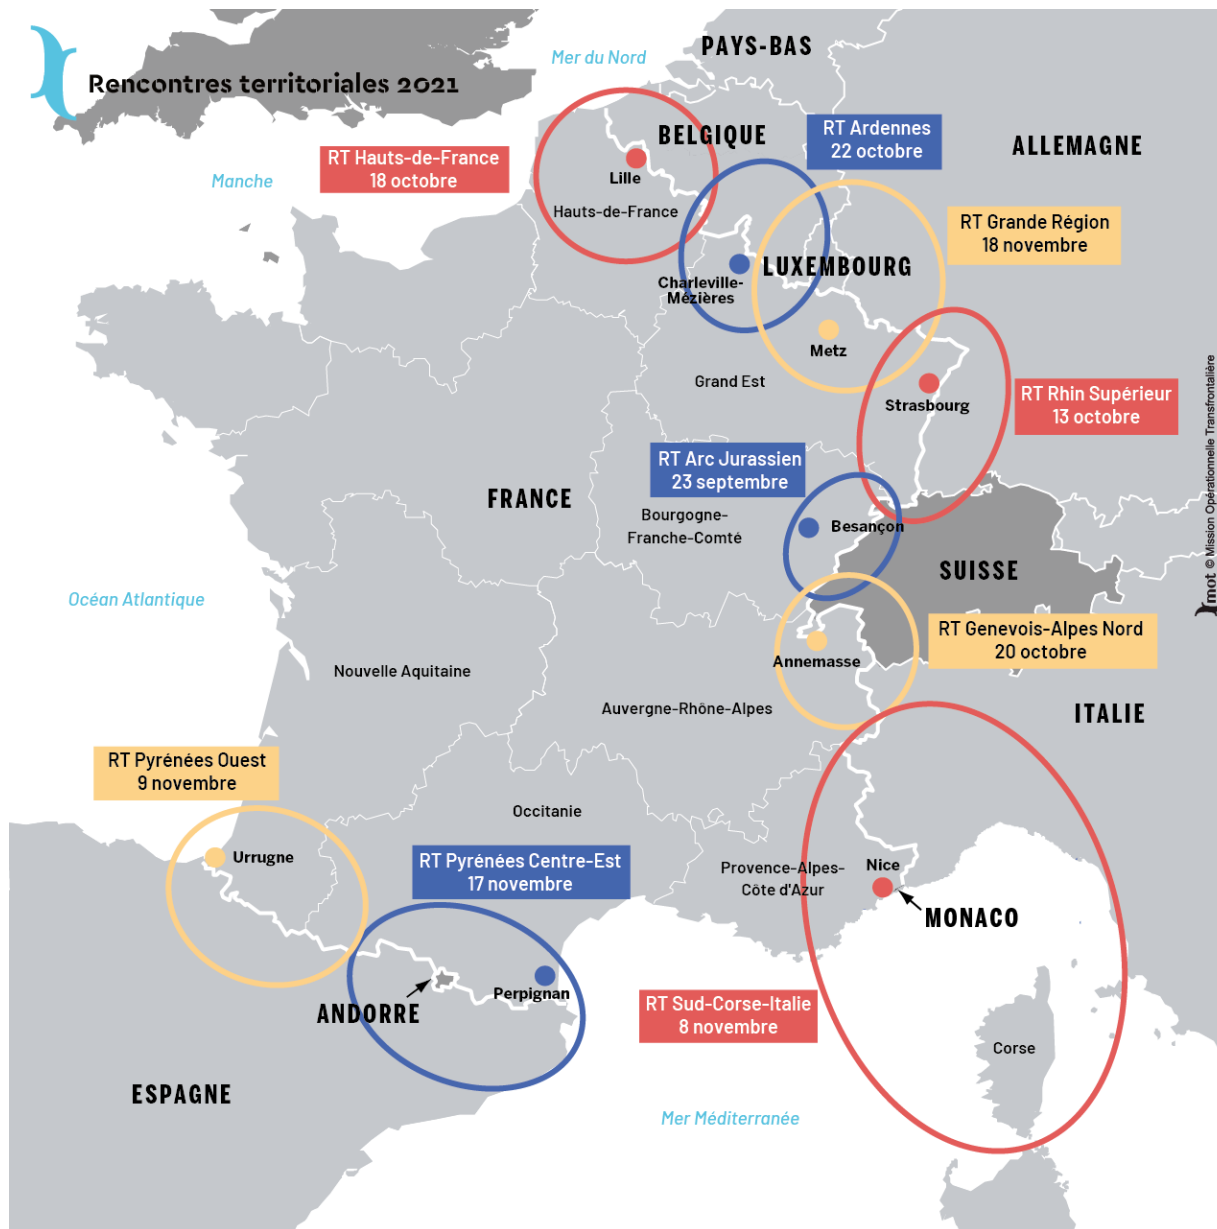 PAYS-BAS
Mer du Nord
Rencontres territoriales 2021
BELGIQUE
RT Ardennes
22 octobre
ALLEMAGNE
RT Hauts-de-France
18 octobre
Manche
Lille
Hauts-de-France
RT Grande Région
18 novembre
LUXEMBOURG
Charleville-
Mézières
Metz
Grand Est
Strasbourg
RT Rhin Supérieur
13 octobre
© Mission Opérationnelle Transfrontalière
mot
RT Arc Jurassien
23 septembre
FRANCE
Bourgogne-
Franche-Comté
Besançon
SUISSE
Océan Atlantique
RT Genevois-Alpes Nord
20 octobre
Annemasse
Nouvelle Aquitaine
Auvergne-Rhône-Alpes
ITALIE
RT Pyrénées Ouest
9 novembre
Occitanie
Urrugne
RT Pyrénées Centre-Est
17 novembre
Provence-Alpes-
Côte d'Azur
Nice
MONACO
Perpignan
ANDORRE
RT Sud-Corse-Italie
8 novembre
Corse
ESPAGNE
Mer Méditerranée